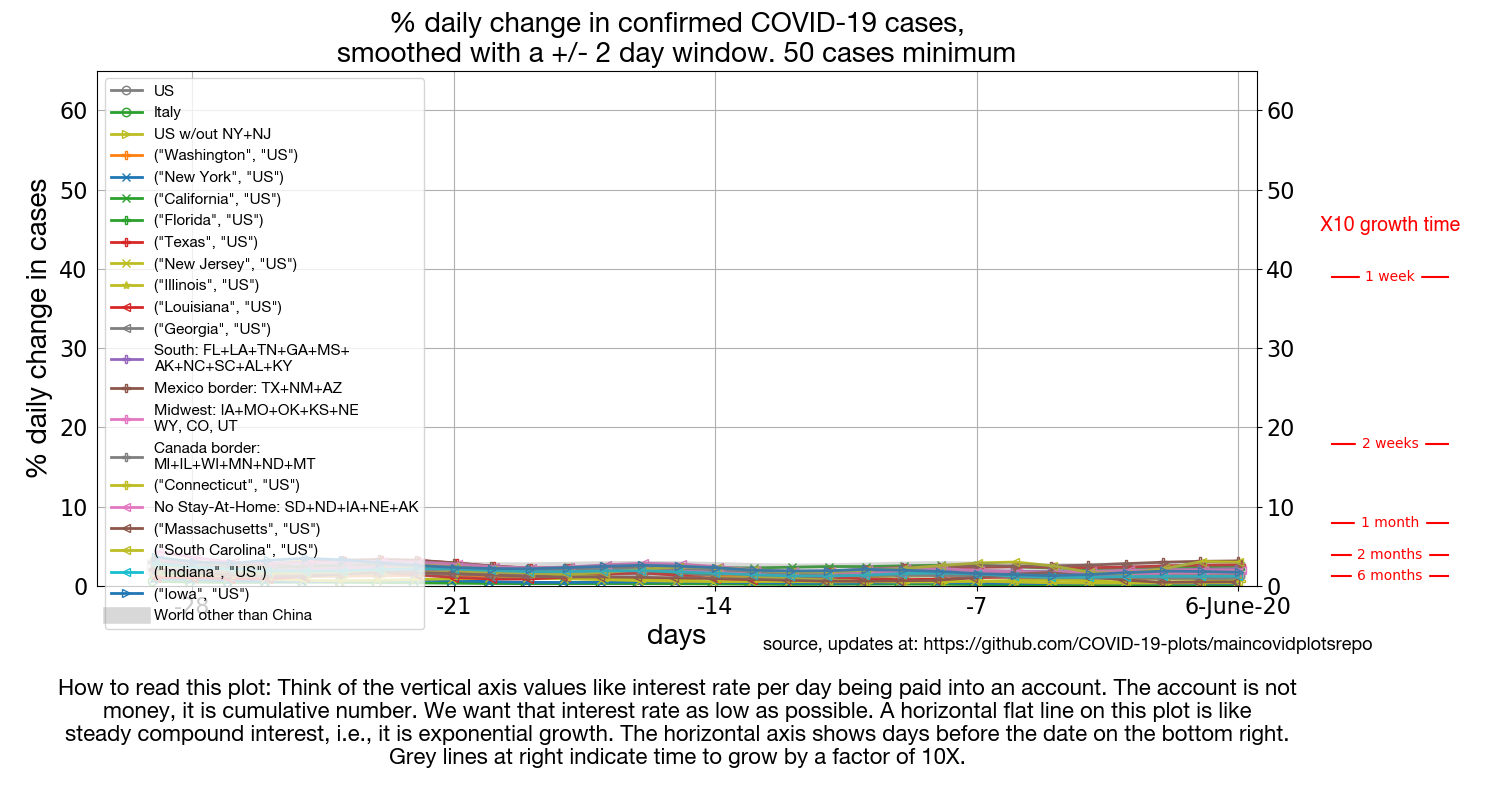 % daily change in confirmed COVID-19 cases,
smoothed with a +/- 2 day window. 50 cases minimum
% daily change in cases
60
50
40
30
20
10
0
US
Italy
US w/out NY+NJ
("Washington", "US")
("New York", "US")
("California", "US")
("Florida", "US")
("Texas", "US")
("New Jersey", "US")
("Illinois", "US")
("Louisiana", "US")
("Georgia", "US")
South: FL+LA+TN+GA+MS+
AK+NC+SC+AL+KY
Mexico border: TX+NM+AZ
Midwest: IA+MO+OK+KS+NE
WY, CO, UT
Canada border:
MI+IL+WI+MN+ND+MT
("Connecticut", "US")
No Stay-At-Home: SD+ND+IA+NE+AK
("Massachusetts", "US")
("South Carolina", "US")
("Indiana", "US")
("Iowa", "US")
World other than China
60
50
40
30
20
10
0
X10 growth time
1 week
2 weeks
1 month
2 months
6 months
-28
-21
-14
-7
6-June-20
days
source, updates at: https://github.com/COVID-19-plots/maincovidplotsrepo
How to read this plot: Think of the vertical axis values like interest rate per day being paid into an account. The account is not
money, it is cumulative number. We want that interest rate as low as possible. A horizontal flat line on this plot is like
steady compound interest, i.e., it is exponential growth. The horizontal axis shows days before the date on the bottom right.
Grey lines at right indicate time to grow by a factor of 10X.